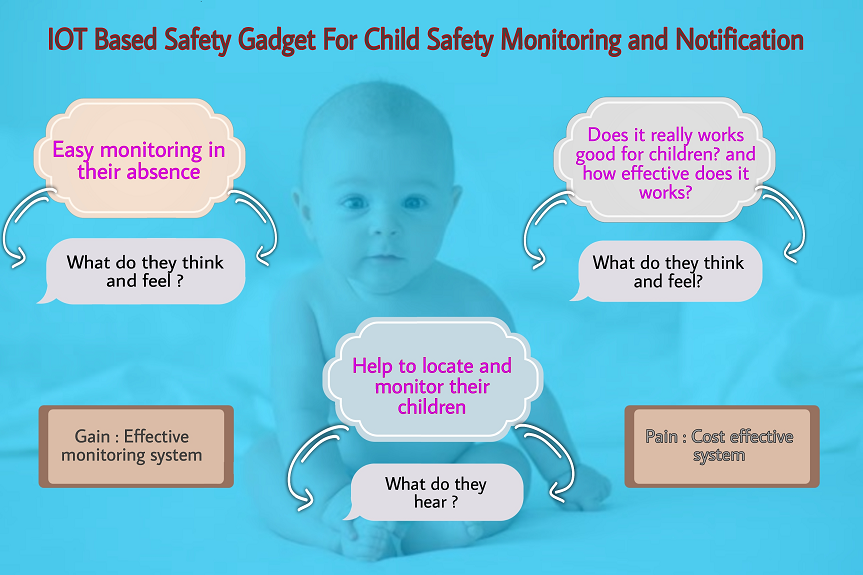 IOT Based Safety Gadget For Child Safety Monitoring and Notification
Easy monitoring in
their absence
What do they think
and feel ?
Does it really works
good for children? and
how effective does it
works?
What do they think
and feel?
Help to locate and
monitor their
children
What do they
hear ?
Gain : Effective
monitoring system
Pain : Cost effective
system